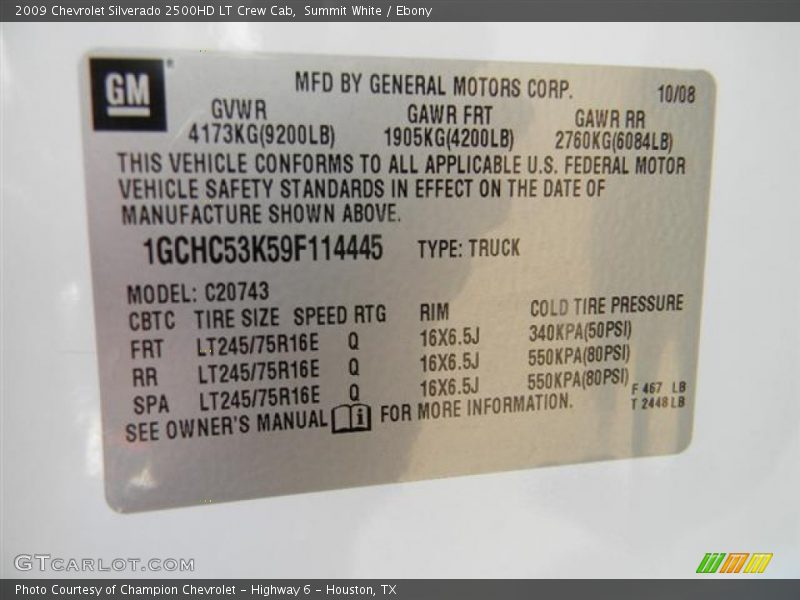 2009 Chevrolet Silverado 2500HD LT Crew Cab, Summit White / Ebony
GM
MFD BY GENERAL MOTORS CORP. 10/08
GVWR GAWR FRT GAWR RR
4173KG(9200LB) 1905KG(4200LB) 2760KG(6084LB)
THIS VEHICLE CONFORMS TO ALL APPLICABLE U.S. FEDERAL MOTOR
VEHICLE SAFETY STANDARDS IN EFFECT ON THE DATE OF
MANUFACTURE SHOWN ABOVE.
1GCHC53K59F114445 TYPE: TRUCK
MODEL: C20743
CBTC TIRE SIZE SPEED RTG RIM COLD TIRE PRESSURE
FRT LT245/75R16E Q 16X6.5J 340KPA(50PSI)
RR LT245/75R16E Q 16X6.5J 550KPA(80PSI)
SPA LT245/75R16E Q 16X6.5J 550KPA(80PSI)
F 467 LB
T 2448LB
SEE OWNER'S MANUAL i FOR MORE INFORMATION.
GTCARLOT.COM
Photo Courtesy of Champion Chevrolet - Highway 6 - Houston, TX